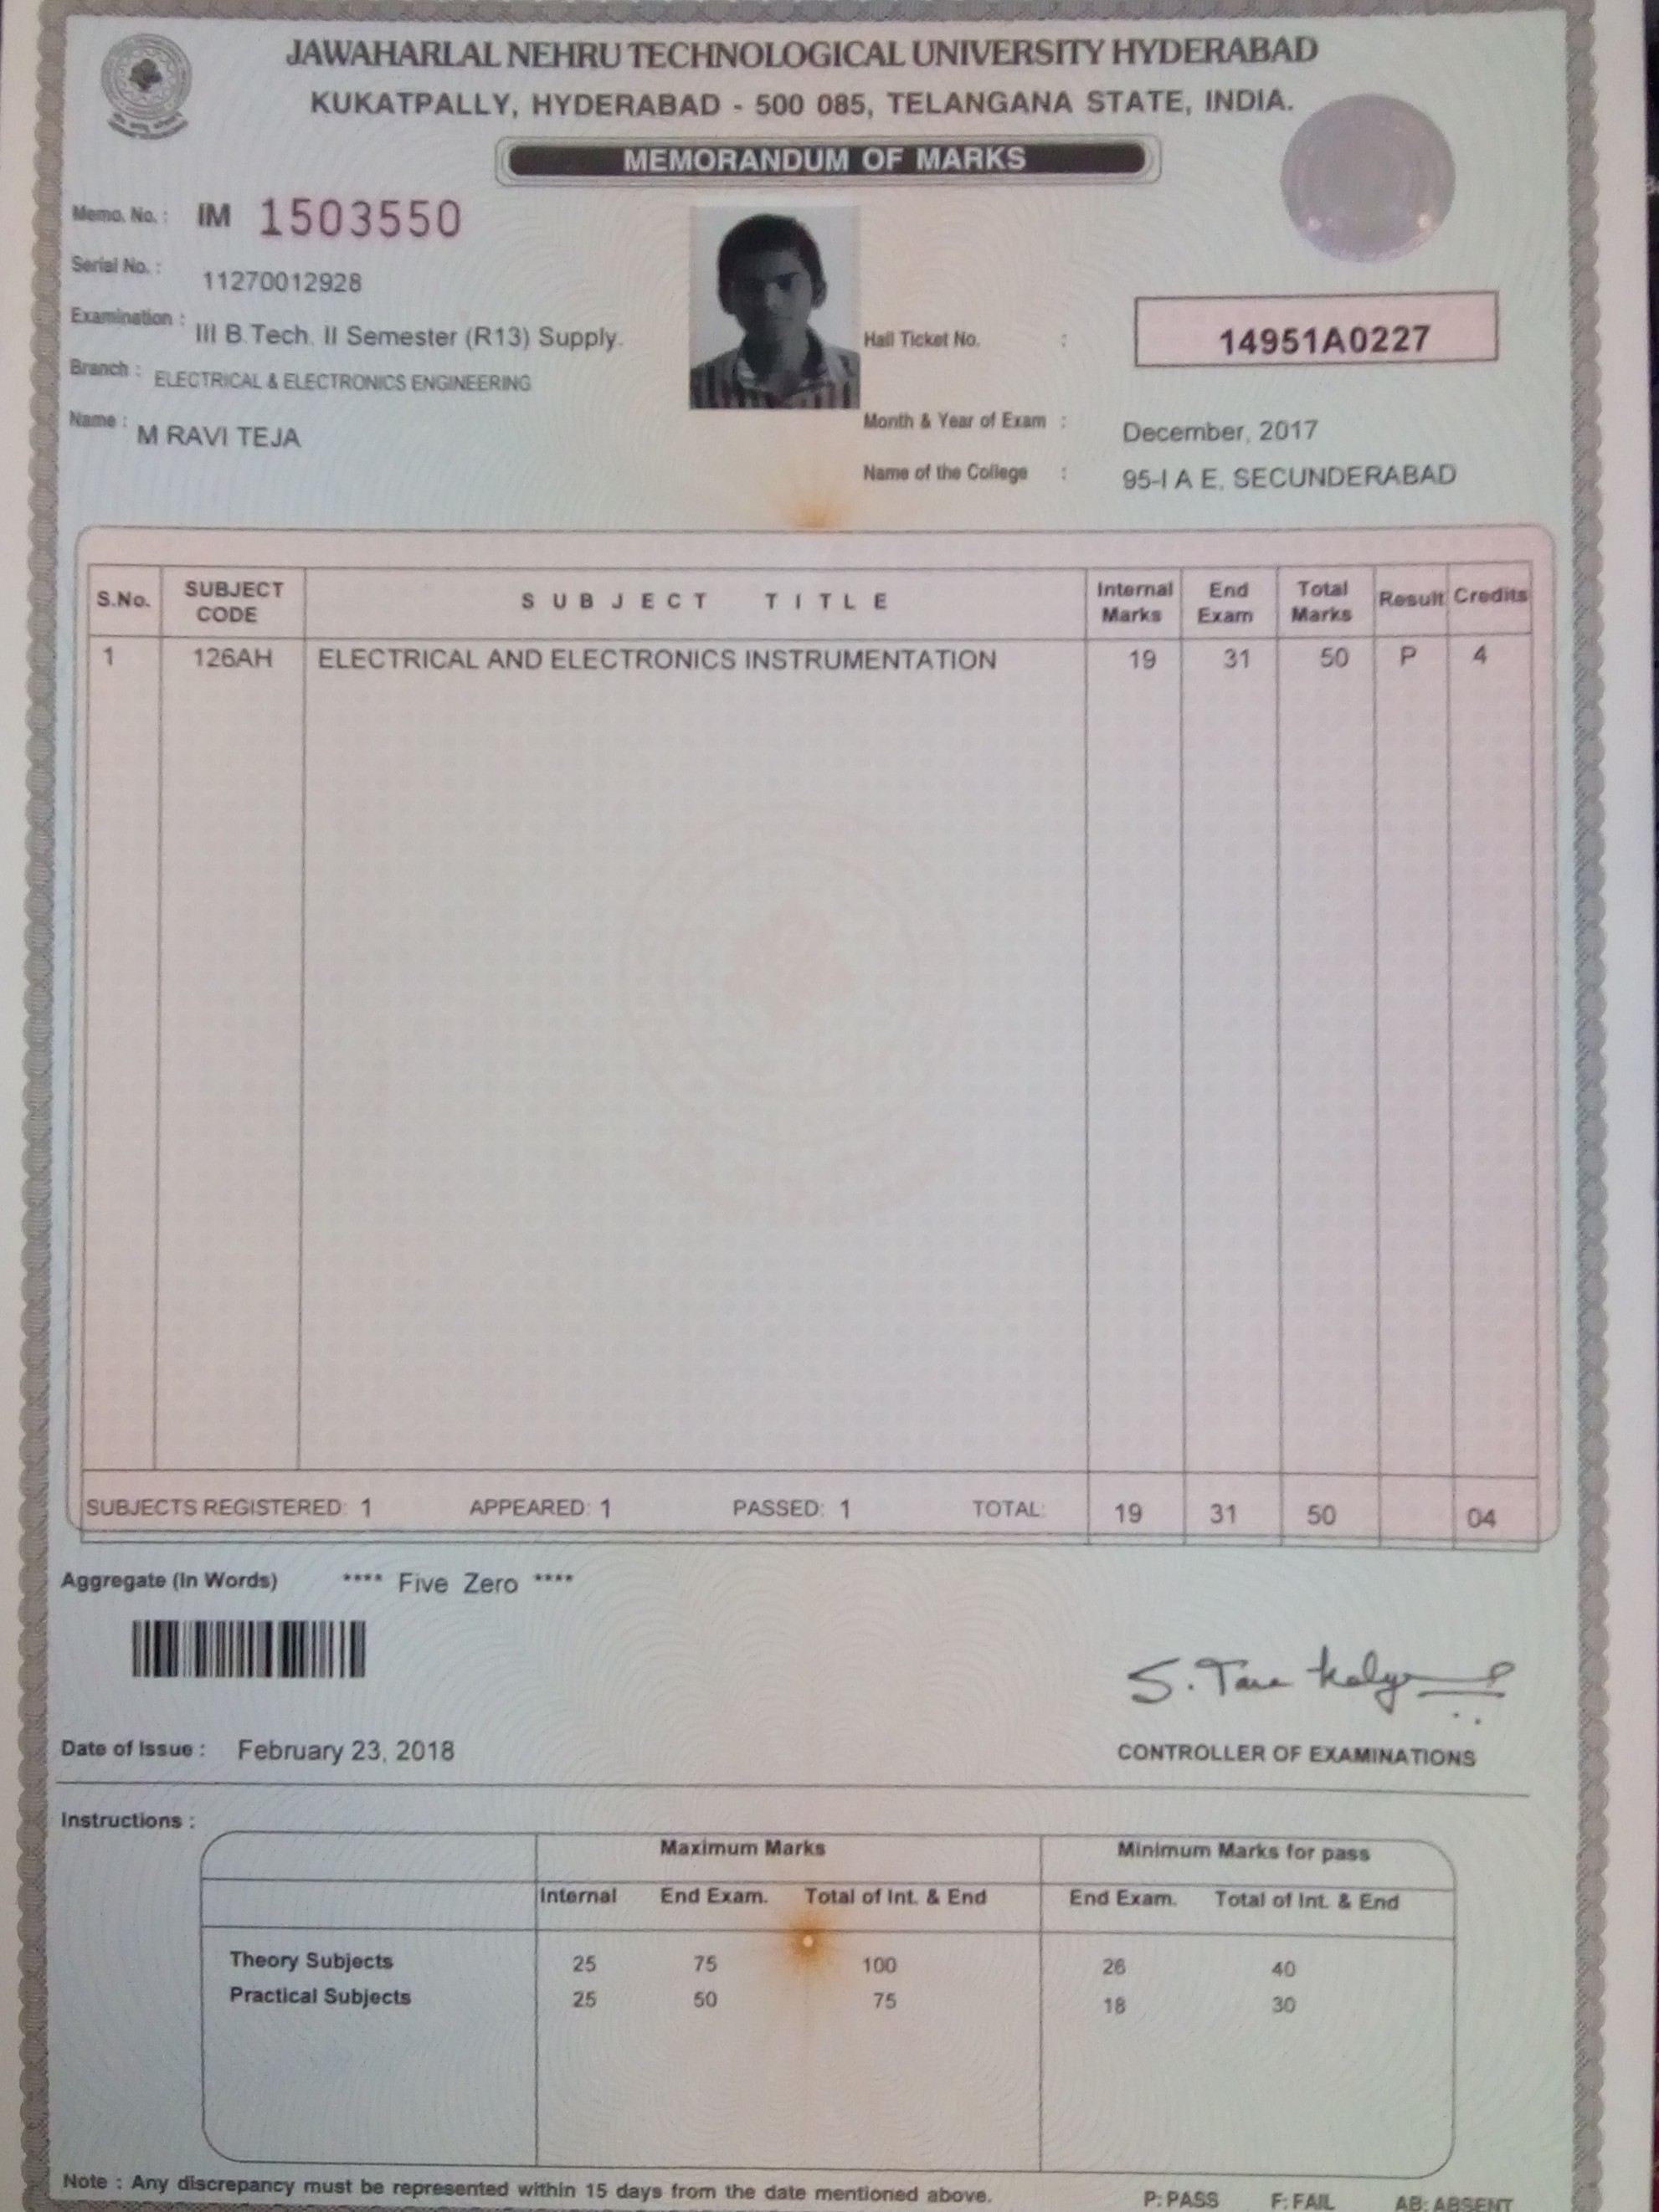 JAWAHARLAL NEHRU TECHNOLOGICAL UNIVERSITY HYDERABAD
KUKATPALLY, HYDERABAD - 500 085, TELANGANA STATE, INDIA.
MEMORANDUM OF MARKS
Memo. No. : IM 1503550
Serial No. : 11270012928
Examination : III B.Tech. II Semester (R13) Supply.
Hall Ticket No. : 14951A0227
Branch : ELECTRICAL & ELECTRONICS ENGINEERING
Name : M RAVI TEJA
Month & Year of Exam : December, 2017
Name of the College : 95-I A E, SECUNDERABAD
S.No. SUBJECT CODE SUBJECT TITLE Internal Marks End Exam Total Marks Result Credits
1 126AH ELECTRICAL AND ELECTRONICS INSTRUMENTATION 19 31 50 P 4
SUBJECTS REGISTERED: 1 APPEARED: 1 PASSED: 1 TOTAL: 19 31 50 04
Aggregate (In Words) **** Five Zero ****
S. Tara
Date of Issue : February 23, 2018
CONTROLLER OF EXAMINATIONS
Instructions :
Maximum Marks Minimum Marks for pass
Internal End Exam. Total of Int. & End End Exam. Total of Int. & End
Theory Subjects 25 75 100 26 40
Practical Subjects 25 50 75 18 30
Note : Any discrepancy must be represented within 15 days from the date mentioned above.
P: PASS F: FAIL AB: ABSENT